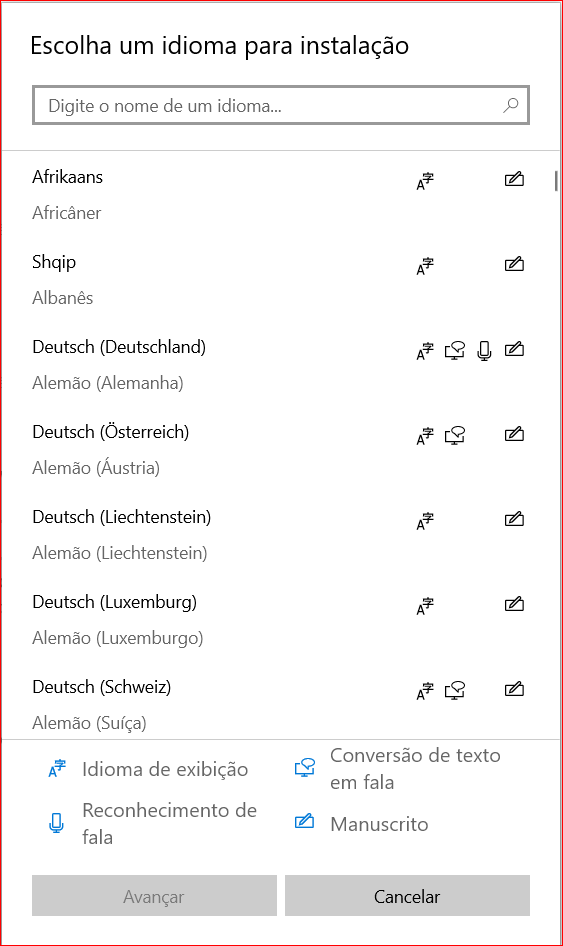 Escolha um idioma para instalação
Digite o nome de um idioma...
Afrikaans
Africâner
Shqip
Albanês
Deutsch (Deutschland)
Alemão (Alemanha)
Deutsch (Österreich)
Alemão (Áustria)
Deutsch (Liechtenstein)
Alemão (Liechtenstein)
Deutsch (Luxemburg)
Alemão (Luxemburgo)
Deutsch (Schweiz)
Alemão (Suíça)
Idioma de exibição
Conversão de texto
em fala
Reconhecimento de
fala
Manuscrito
Avançar
Cancelar